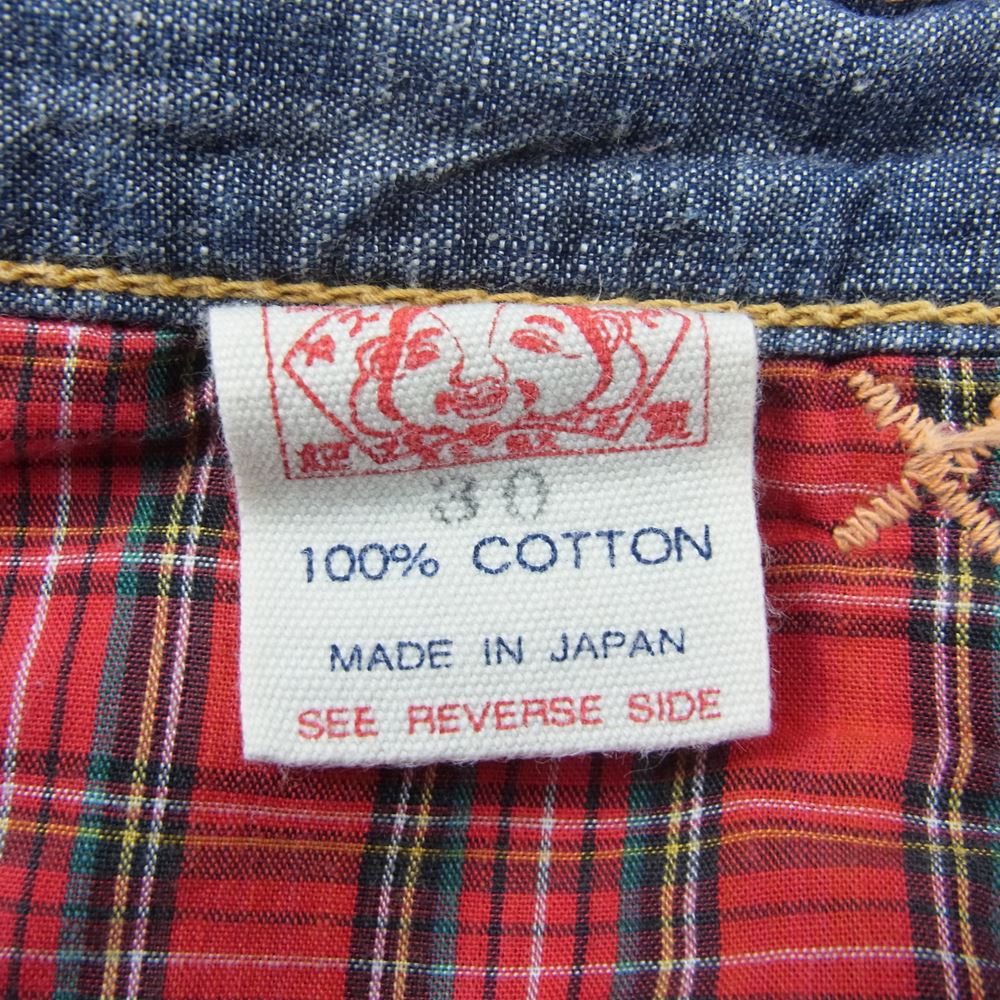 30
100% COTTON
MADE IN JAPAN
SEE REVERSE SIDE